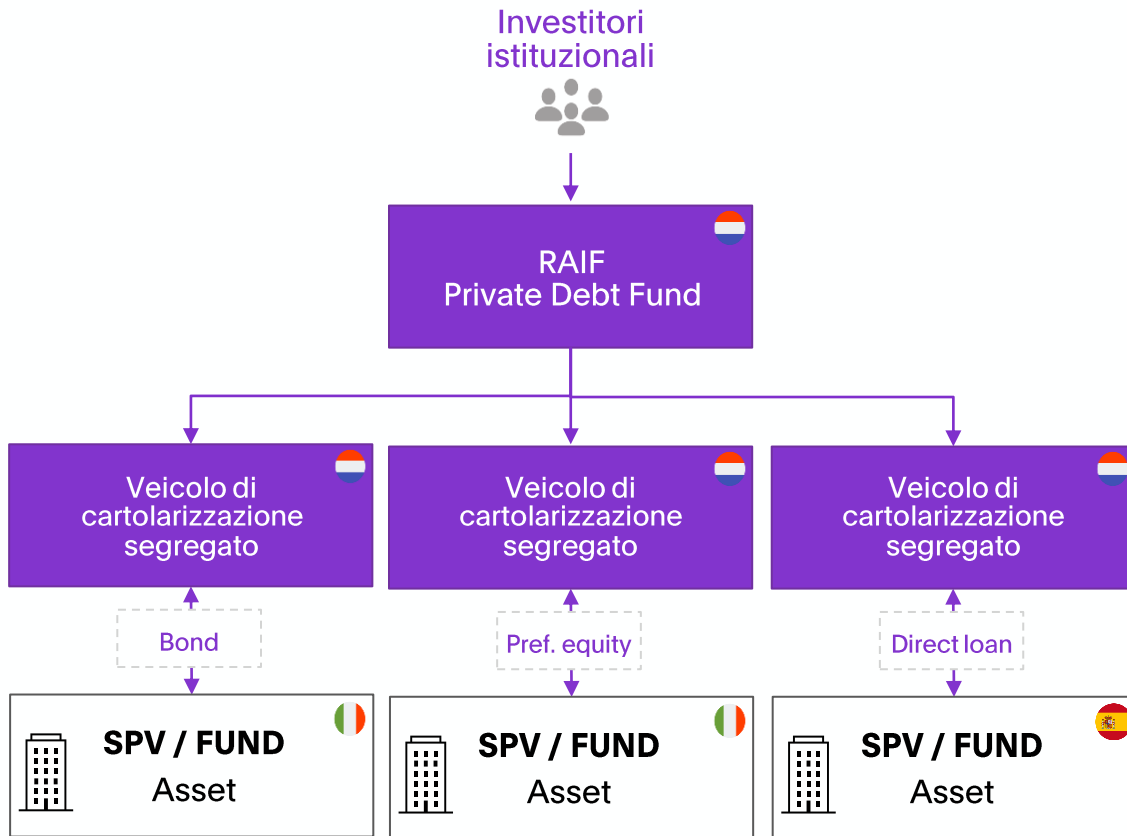 Investitori
istituzionali
RAIF
Private Debt Fund
Veicolo di
cartolarizzazione
segregato
Veicolo di
cartolarizzazione
segregato
Veicolo di
cartolarizzazione
segregato
Bond
Pref. equity
Direct loan
SPV / FUND
Asset
SPV / FUND
Asset
SPV / FUND
Asset